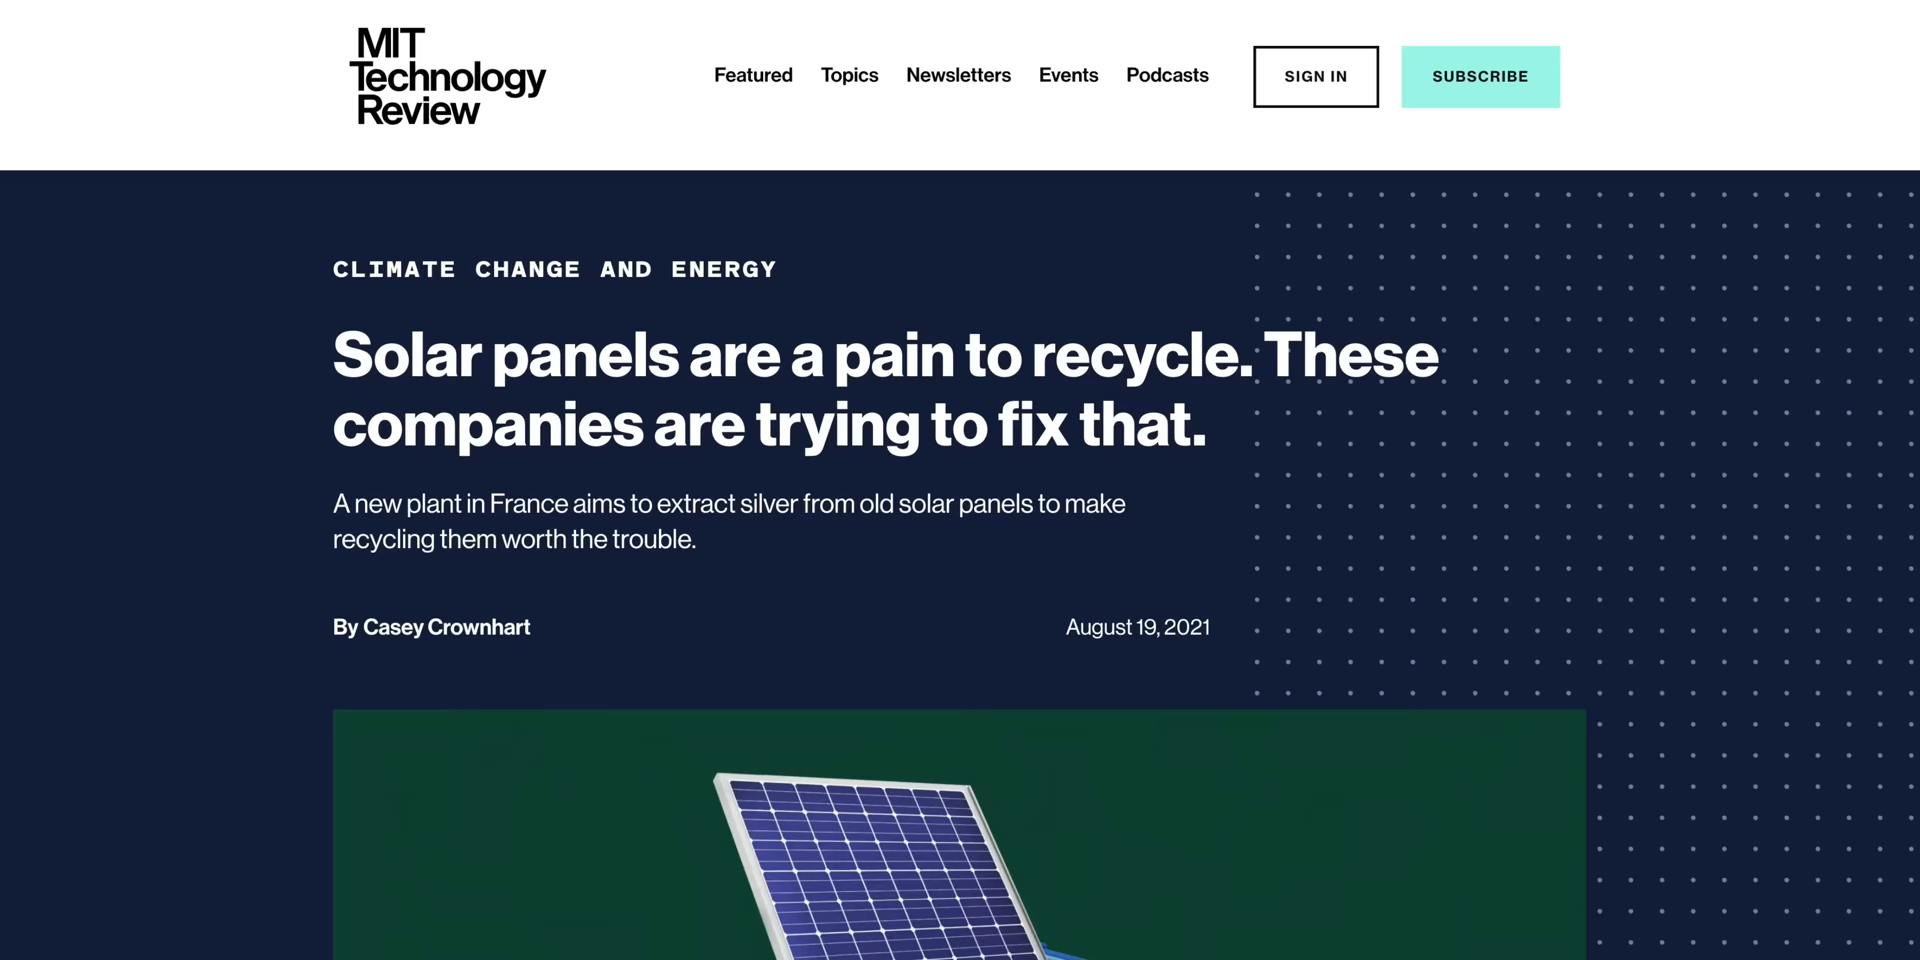 MIT
Technology
Review
Featured Topics Newsletters Events Podcasts SIGN IN SUBSCRIBE
CLIMATE CHANGE AND ENERGY
Solar panels are a pain to recycle. These
companies are trying to fix that.
A new plant in France aims to extract silver from old solar panels to make
recycling them worth the trouble.
By Casey Crownhart August 19, 2021